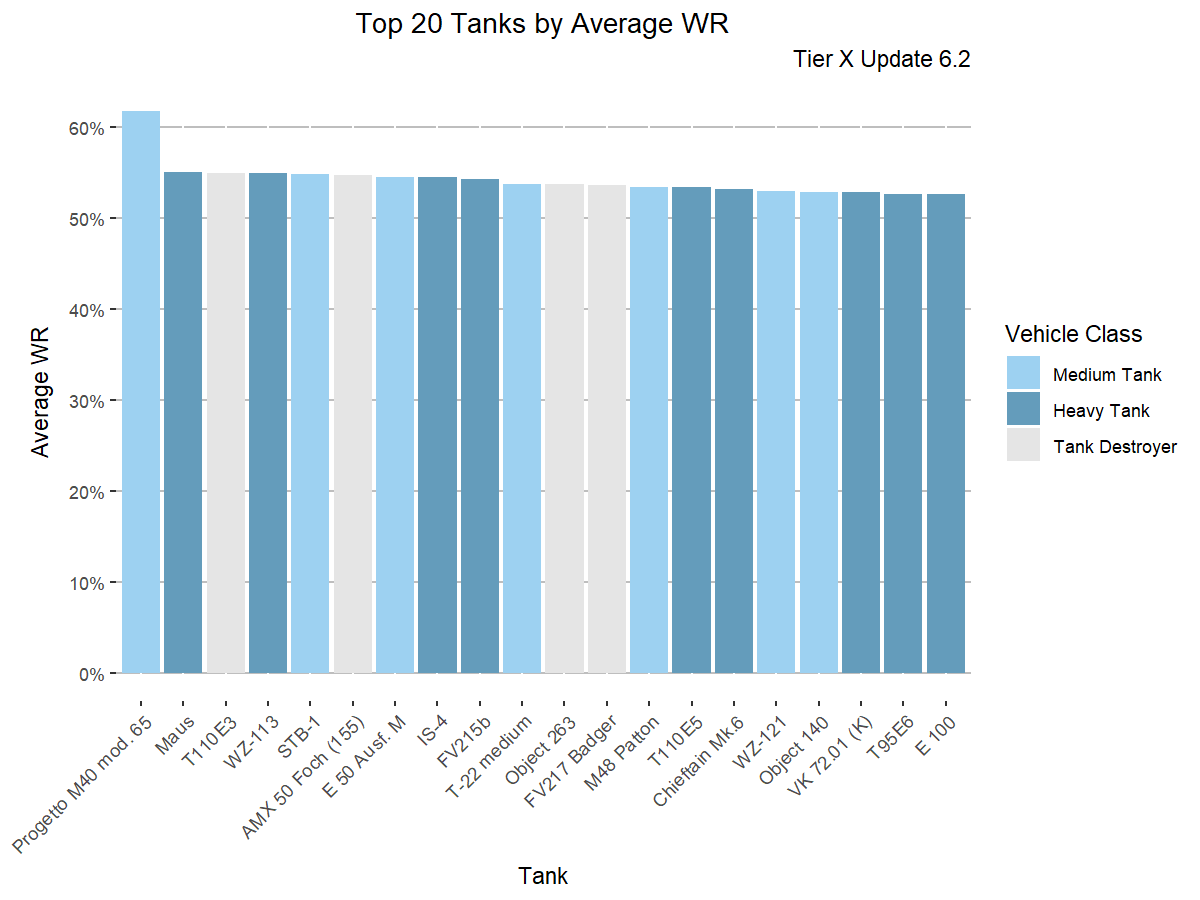 Top 20 Tanks by Average WR
Tier X Update 6.2
60%
50%
40%
30%
20%
10%
0%
Average WR
Progetto M40 mod. 65
Maus
T110E3
WZ-113
STB-1
AMX 50 Foch (155)
E 50 Ausf. M
IS-4
FV215b
T-22 medium
Object 263
FV217 Badger
M48 Patton
T110E5
Chieftain Mk.6
WZ-121
Object 140
VK 72.01 (K)
T95E6
E 100
Tank
Vehicle Class
Medium Tank
Heavy Tank
Tank Destroyer